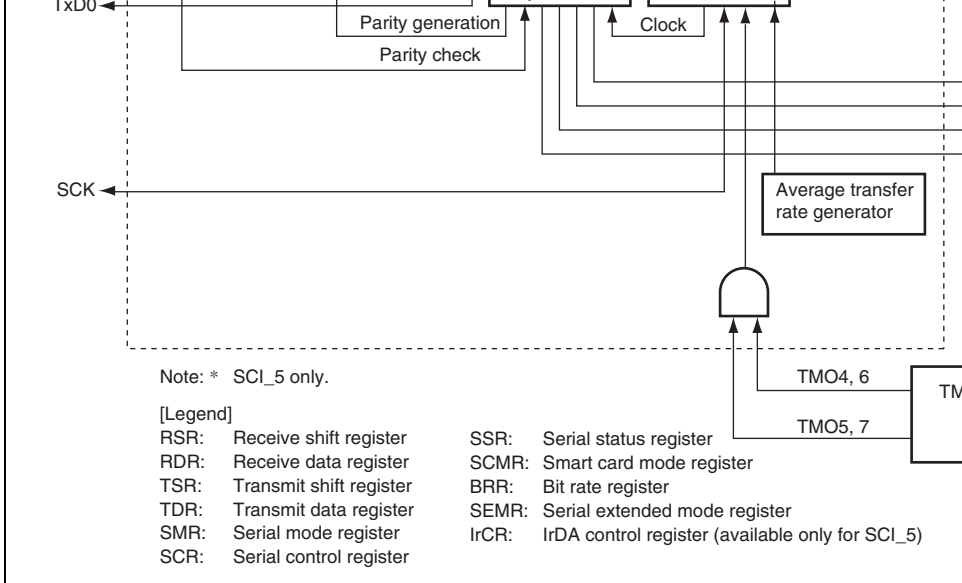 TxD0
Parity generation
Clock
Parity check
SCK
Average transfer
rate generator
Note: * SCI_5 only.
TMO4, 6
TMO5, 7
[Legend]
RSR: Receive shift register
RDR: Receive data register
TSR: Transmit shift register
TDR: Transmit data register
SMR: Serial mode register
SCR: Serial control register
SSR: Serial status register
SCMR: Smart card mode register
BRR: Bit rate register
SEMR: Serial extended mode register
IrCR: IrDA control register (available only for SCI_5)